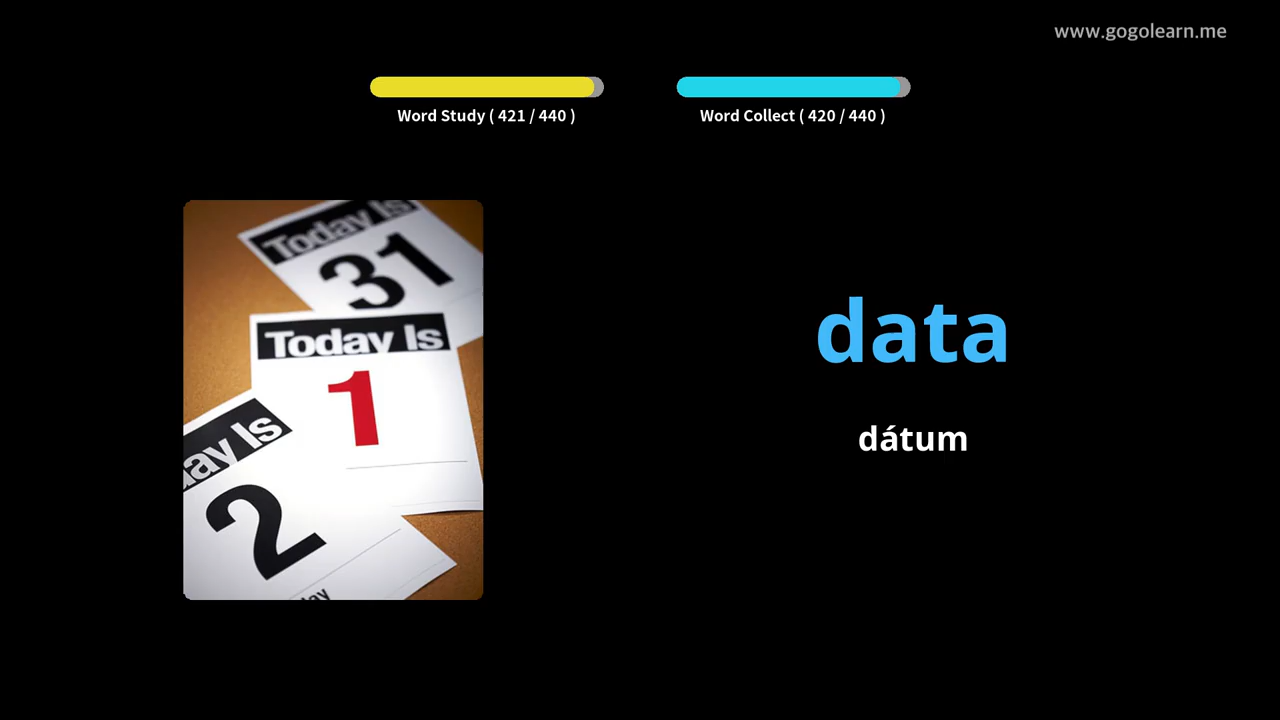 www.gogolearn.me
Word Study ( 421 / 440 )
Word Collect ( 420 / 440 )
Today Is
31
Today Is
1
ay Is
2
day
data
dátum